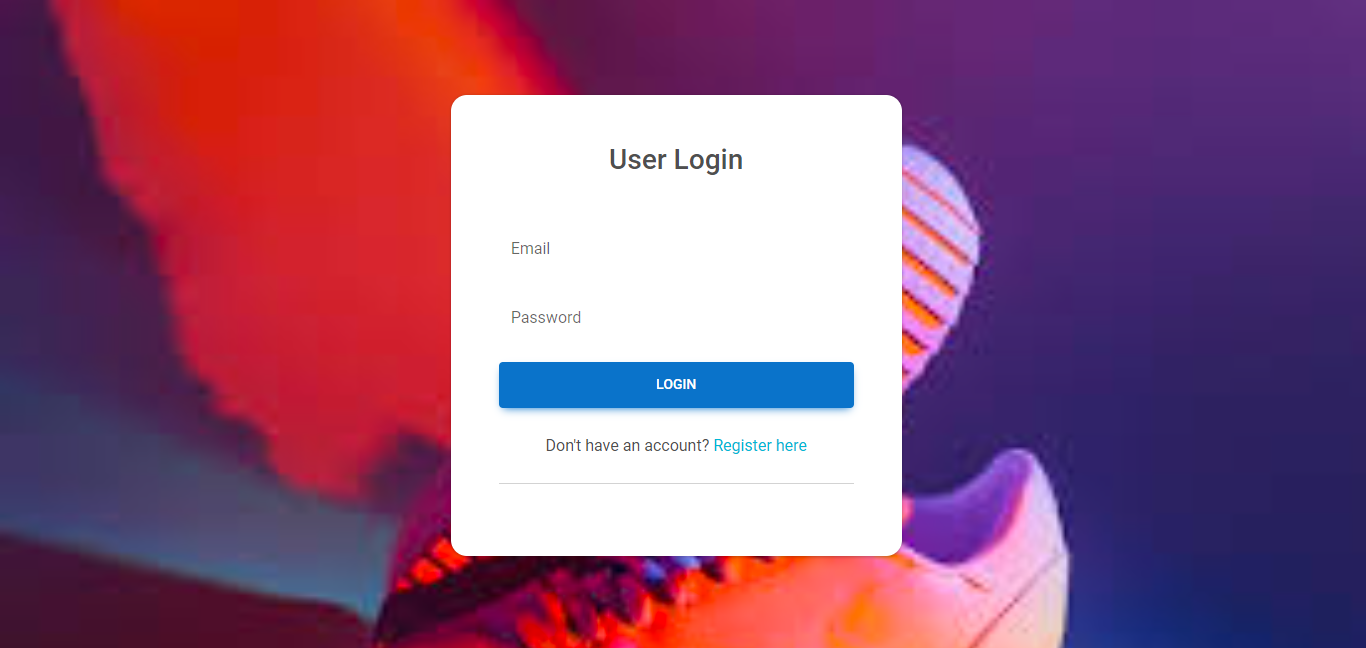 User Login
Email
Password
LOGIN
Don't have an account? Register here